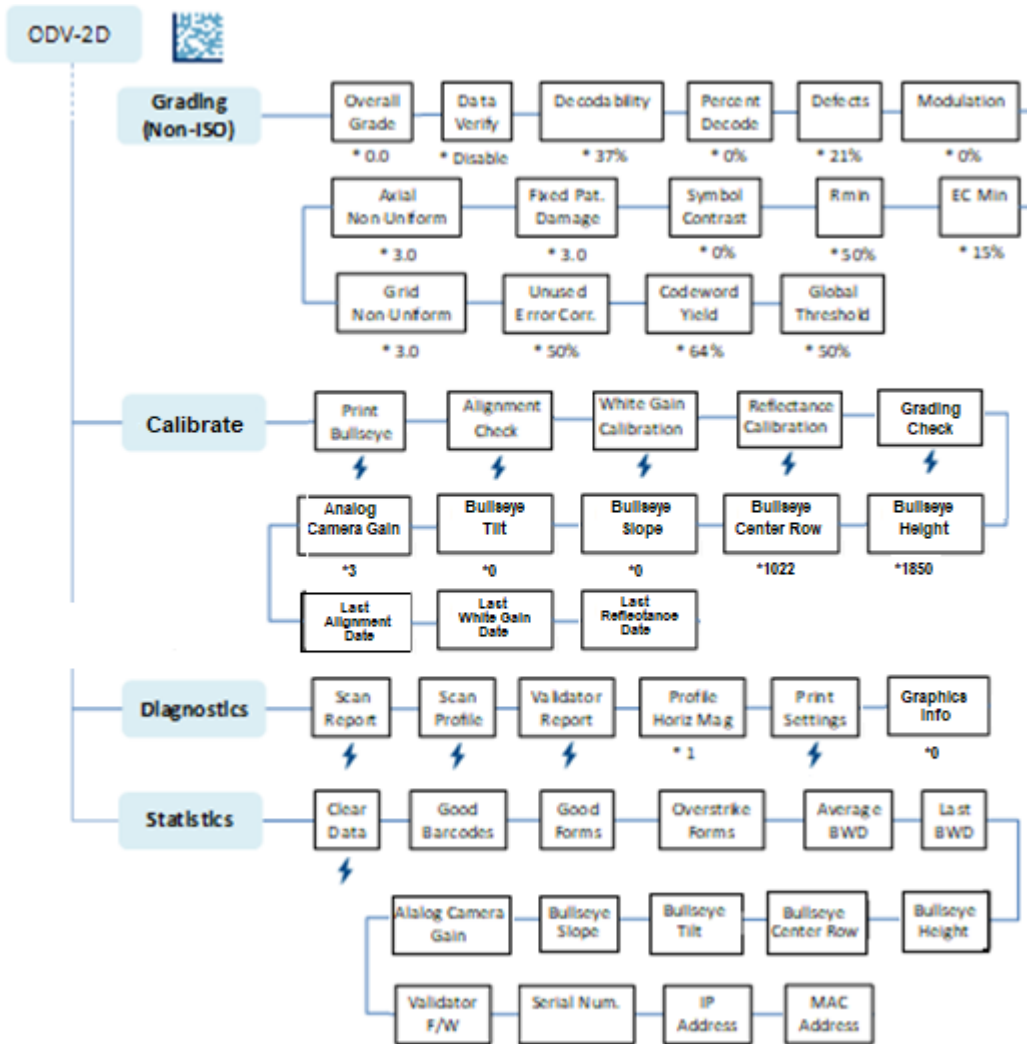 ODV-2D
Grading
(Non-ISO)
Overall
Grade
* 0.0
Data
Verify
* Disable
Decodability
* 37%
Percent
Decode
* 0%
Defects
* 21%
Modulation
* 0%
Axial
Non Uniform
* 3.0
Fixed Pat.
Damage
* 3.0
Symbol
Contrast
* 0%
Rmin
* 50%
EC Min
* 15%
Grid
Non-Uniform
* 3.0
Unused
Error Corr.
* 50%
Codeword
Yield
* 64%
Global
Threshold
* 50%
Calibrate
Print
Bullseye
Alignment
Check
White Gain
Calibration
Reflectance
Calibration
Grading
Check
Analog
Camera Gain
*3
Bullseye
Tilt
*0
Bullseye
Slope
*0
Bullseye
Center Row
*1022
Bullseye
Height
*1850
Last
Alignment
Date
Last
White Gain
Date
Last
Reflectance
Date
Diagnostics
Scan
Report
Scan
Profile
Validator
Report
Profile
Horiz Mag
* 1
Print
Settings
Graphics
Info
*0
Statistics
Clear
Data
Good
Barcodes
Good
Forms
Overstrike
Forms
Average
BWD
Last
BWD
Alalog Camera
Gain
Bullseye
Slope
Bullseye
Tilt
Bullseye
Center Row
Bullseye
Height
Validator
F/W
Serial Num.
IP
Address
MAC
Address